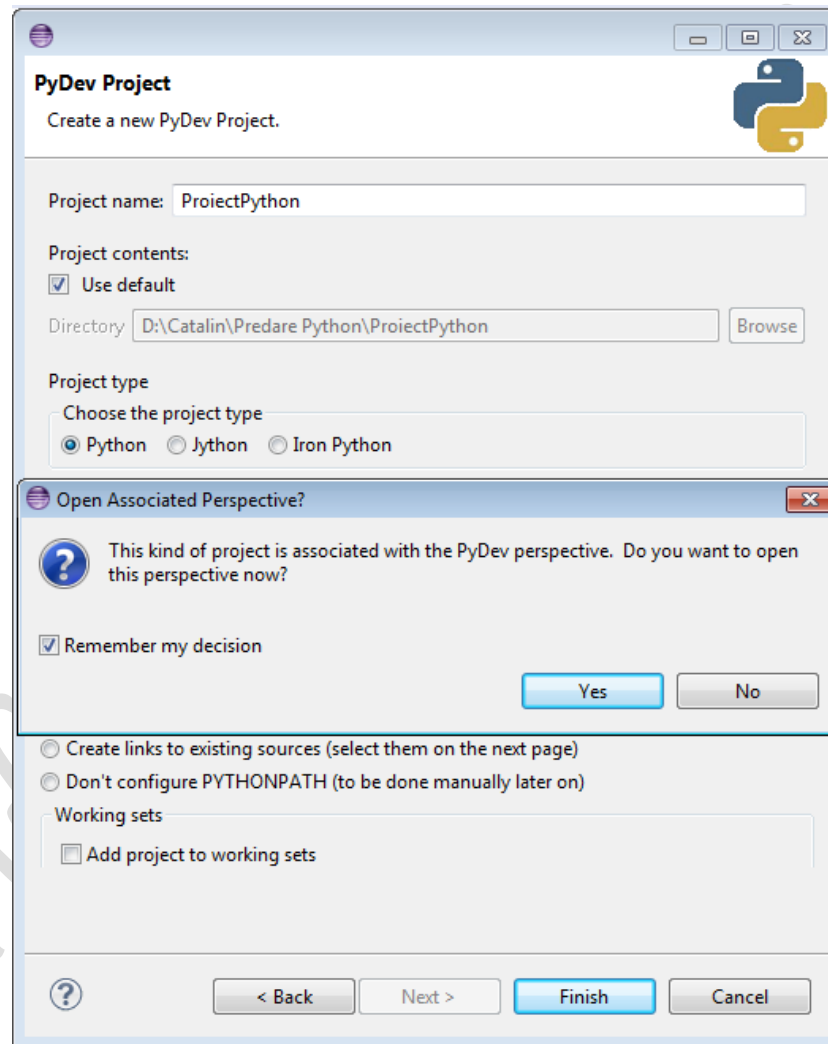 PyDev Project
Create a new PyDev Project.
Project name: ProiectPython
Project contents:
Use default
Directory D:\Catalin\Predare Python\ProiectPython Browse
Project type
Choose the project type
Python Jython Iron Python
Open Associated Perspective?
This kind of project is associated with the PyDev perspective. Do you want to open
this perspective now?
Remember my decision
Yes No
Create links to existing sources (select them on the next page)
Don't configure PYTHONPATH (to be done manually later on)
Working sets
Add project to working sets
< Back Next > Finish Cancel